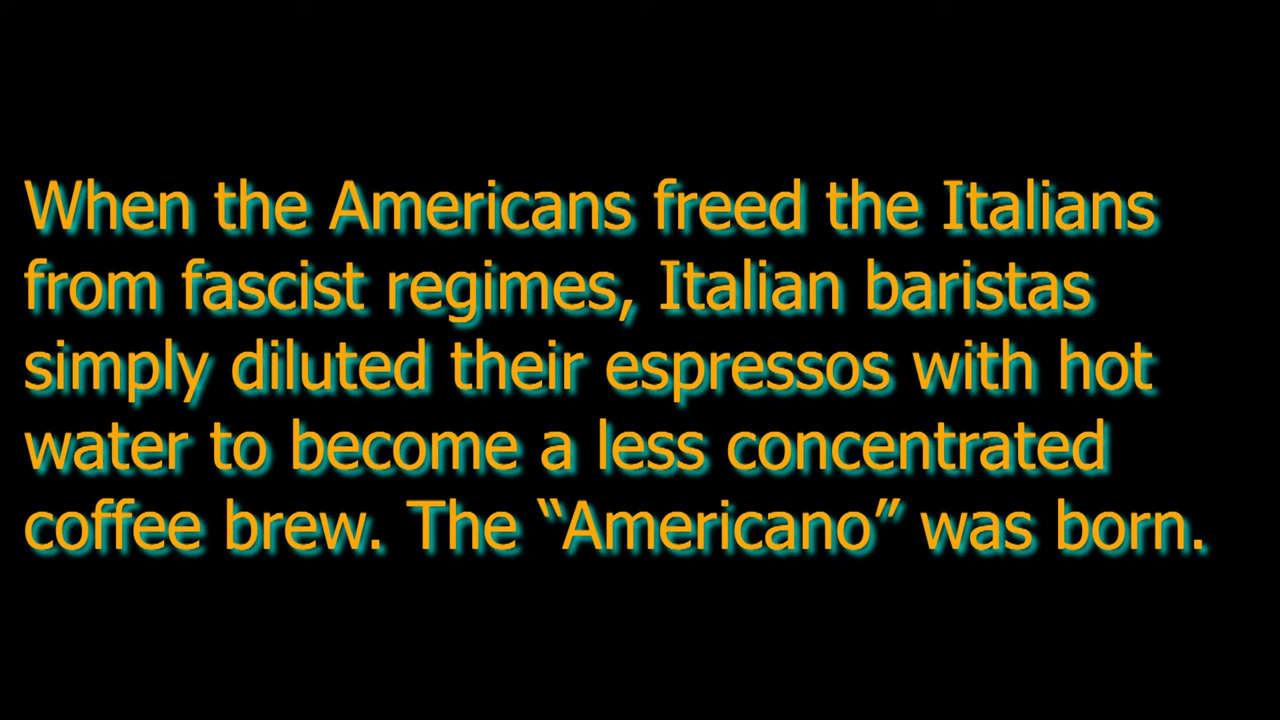 When the Americans freed the Italians
from fascist regimes, Italian baristas
simply diluted their espressos with hot
water to become a less concentrated
coffee brew. The “Americano” was born.